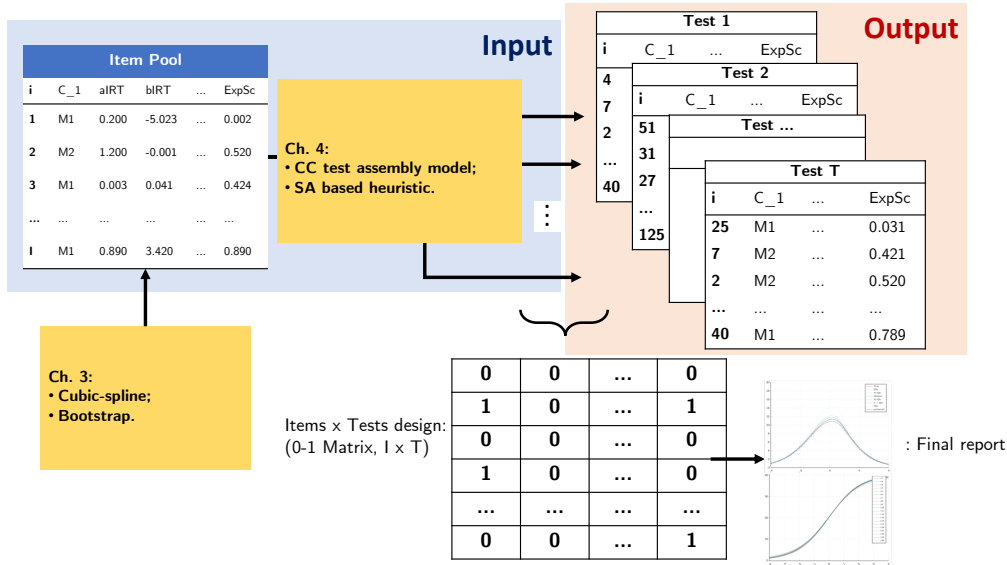 Input
Item Pool
i C_1 aIRT bIRT ... ExpSc
1 M1 0.200 -5.023 ... 0.002
2 M2 1.200 -0.001 ... 0.520
3 M1 0.003 0.041 ... 0.424
... ... ... ... ... ...
I M1 0.890 3.420 ... 0.890
Ch. 4:
• CC test assembly model;
• SA based heuristic.
Ch. 3:
• Cubic-spline;
• Bootstrap.
Output
Test 1
i C_1 ... ExpSc
4
7
2
...
40
Test 2
i C_1 ... ExpSc
51
31
27
...
125
Test ...
Test T
i C_1 ... ExpSc
25 M1 ... 0.031
7 M2 ... 0.421
2 M2 ... 0.520
... ... ... ...
40 M1 ... 0.789
⋮
Items x Tests design:
(0-1 Matrix, I x T)
0 0 ... 0
1 0 ... 1
0 0 ... 0
1 0 ... 0
... ... ... ...
0 0 ... 1
: Final report